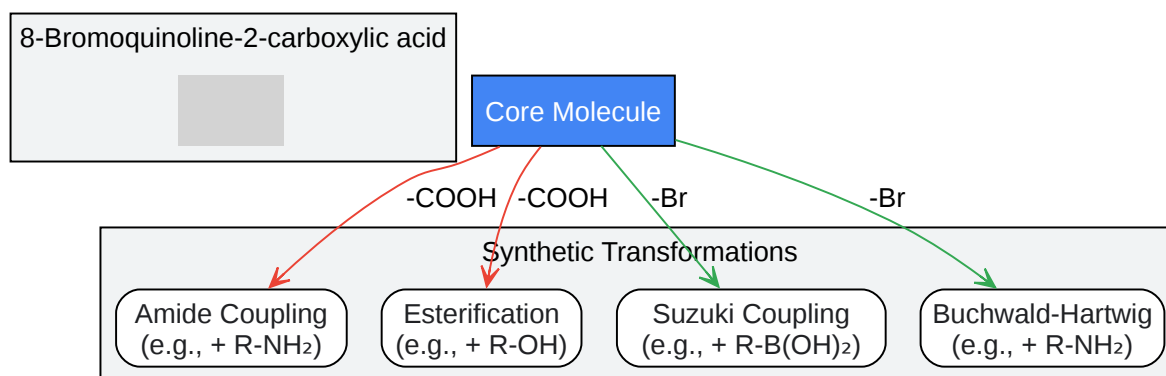 8-Bromoquinoline-2-carboxylic acid
Core Molecule
-COOH
-COOH
-Br
-Br
Synthetic Transformations
Amide Coupling
(e.g., + R-NH₂)
Esterification
(e.g., + R-OH)
Suzuki Coupling
(e.g., + R-B(OH)₂)
Buchwald-Hartwig
(e.g., + R-NH₂)